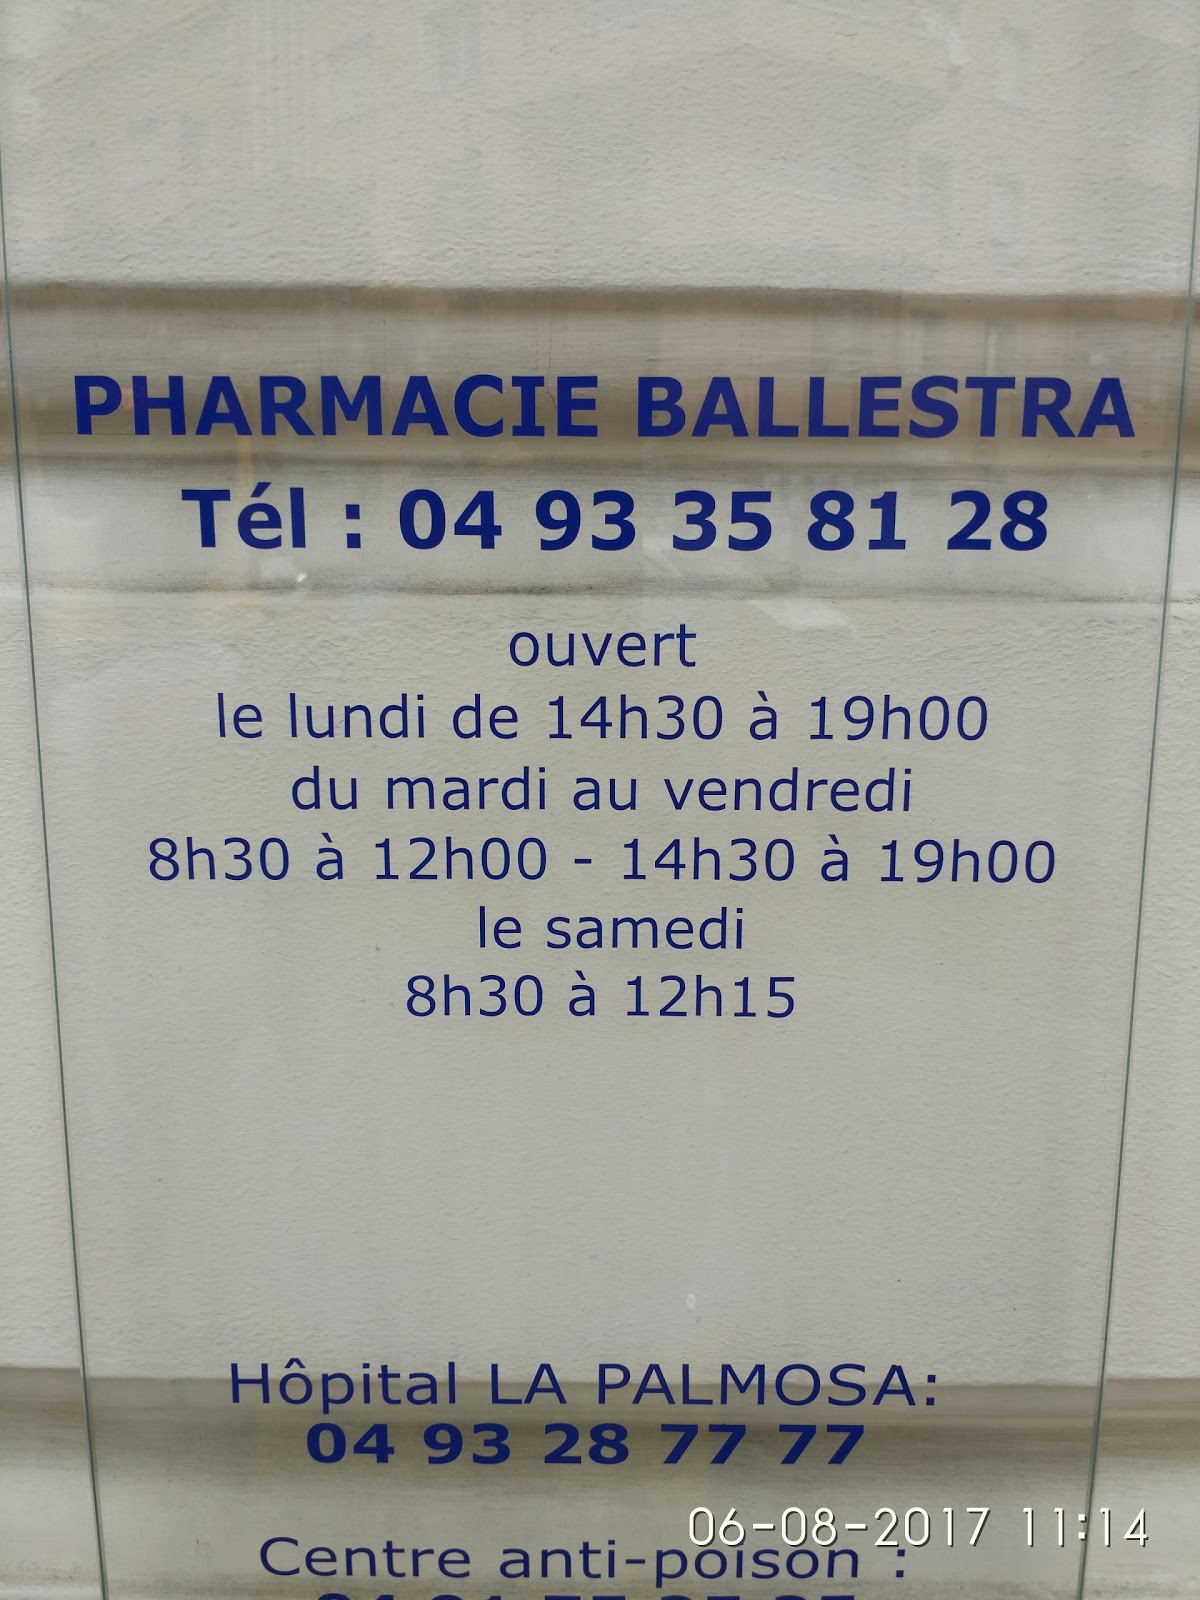 PHARMACIE BALLESTRA
Tél : 04 93 35 81 28
ouvert
le lundi de 14h30 à 19h00
du mardi au vendredi
8h30 à 12h00 - 14h30 à 19h00
le samedi
8h30 à 12h15
Hôpital LA PALMOSA:
04 93 28 77 77
06-08-2017 11:14
Centre anti-poison :